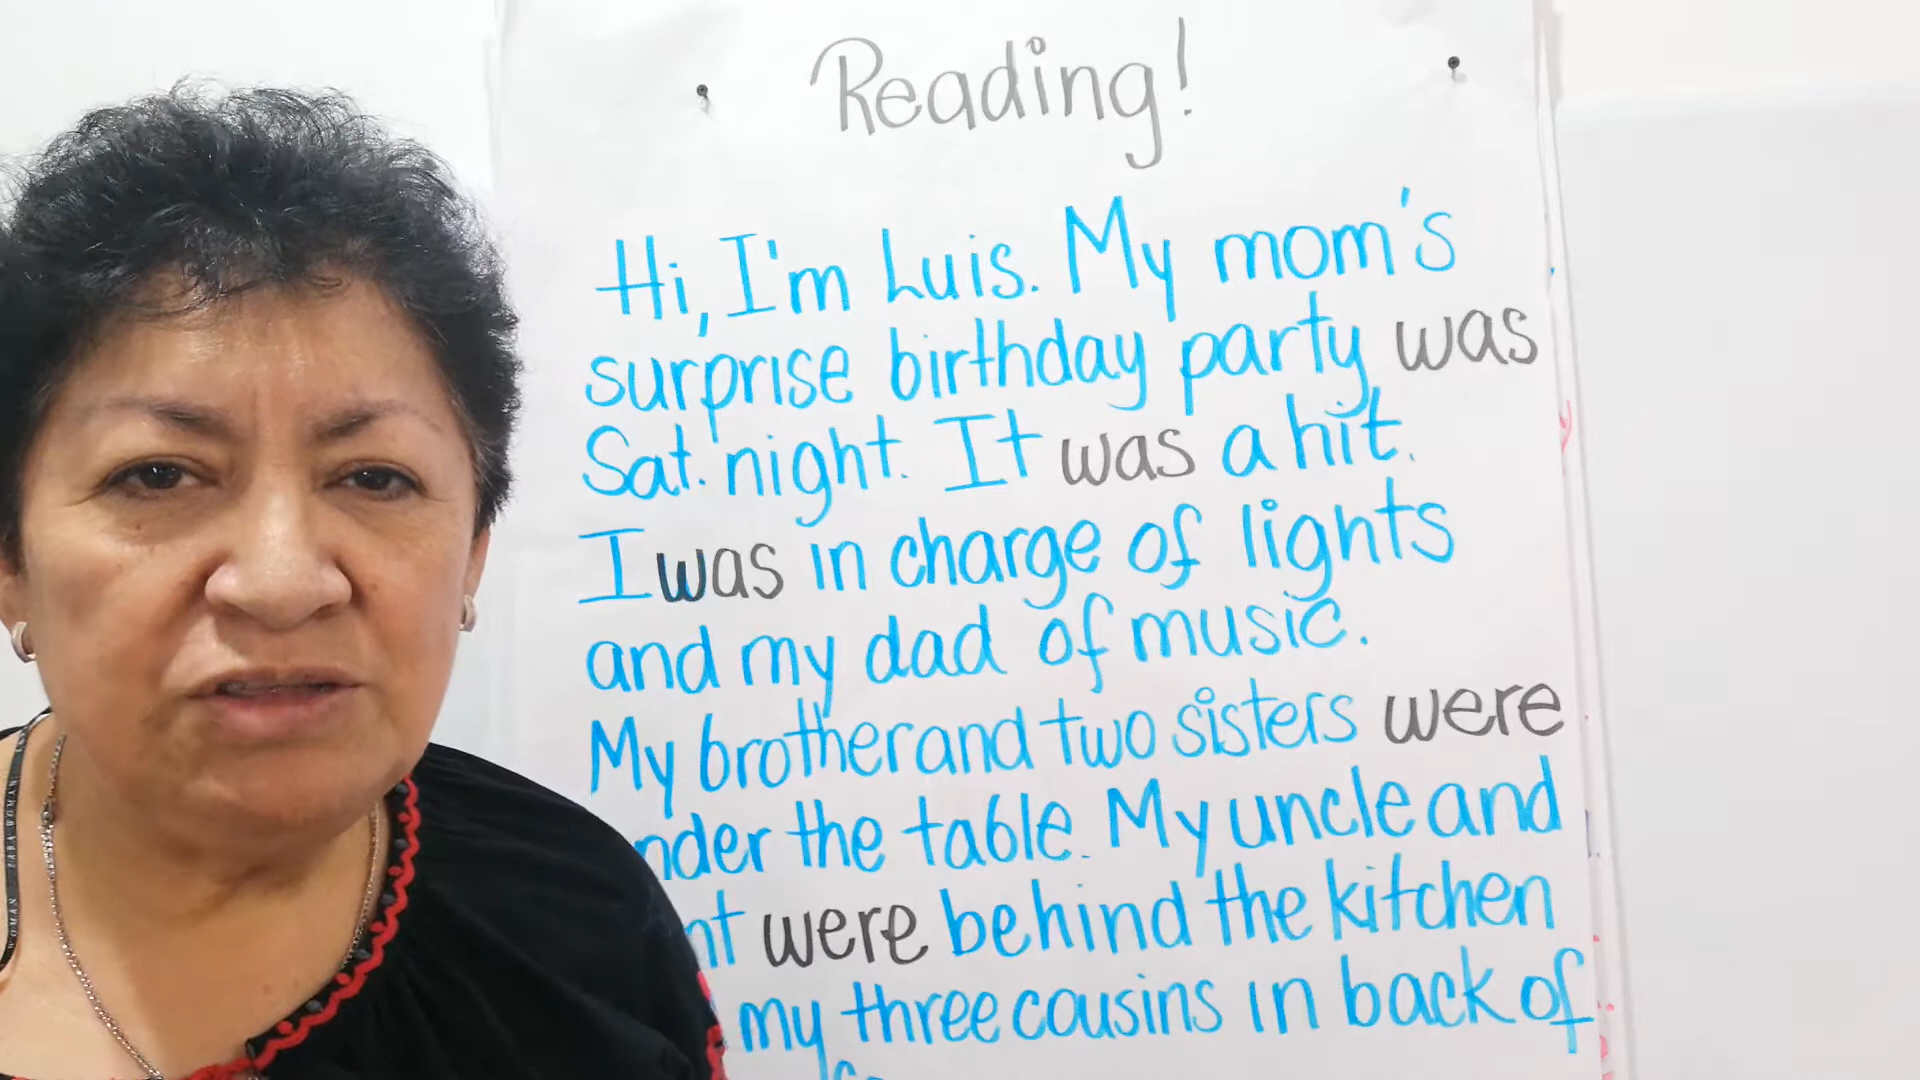 Reading!
Hi, I'm Luis. My mom's
surprise birthday party was
Sat. night. It was a hit.
I was in charge of lights
and my dad of music.
My brother and two sisters were
nder the table. My uncle and
nt were behind the kitchen
my three cousins in back of